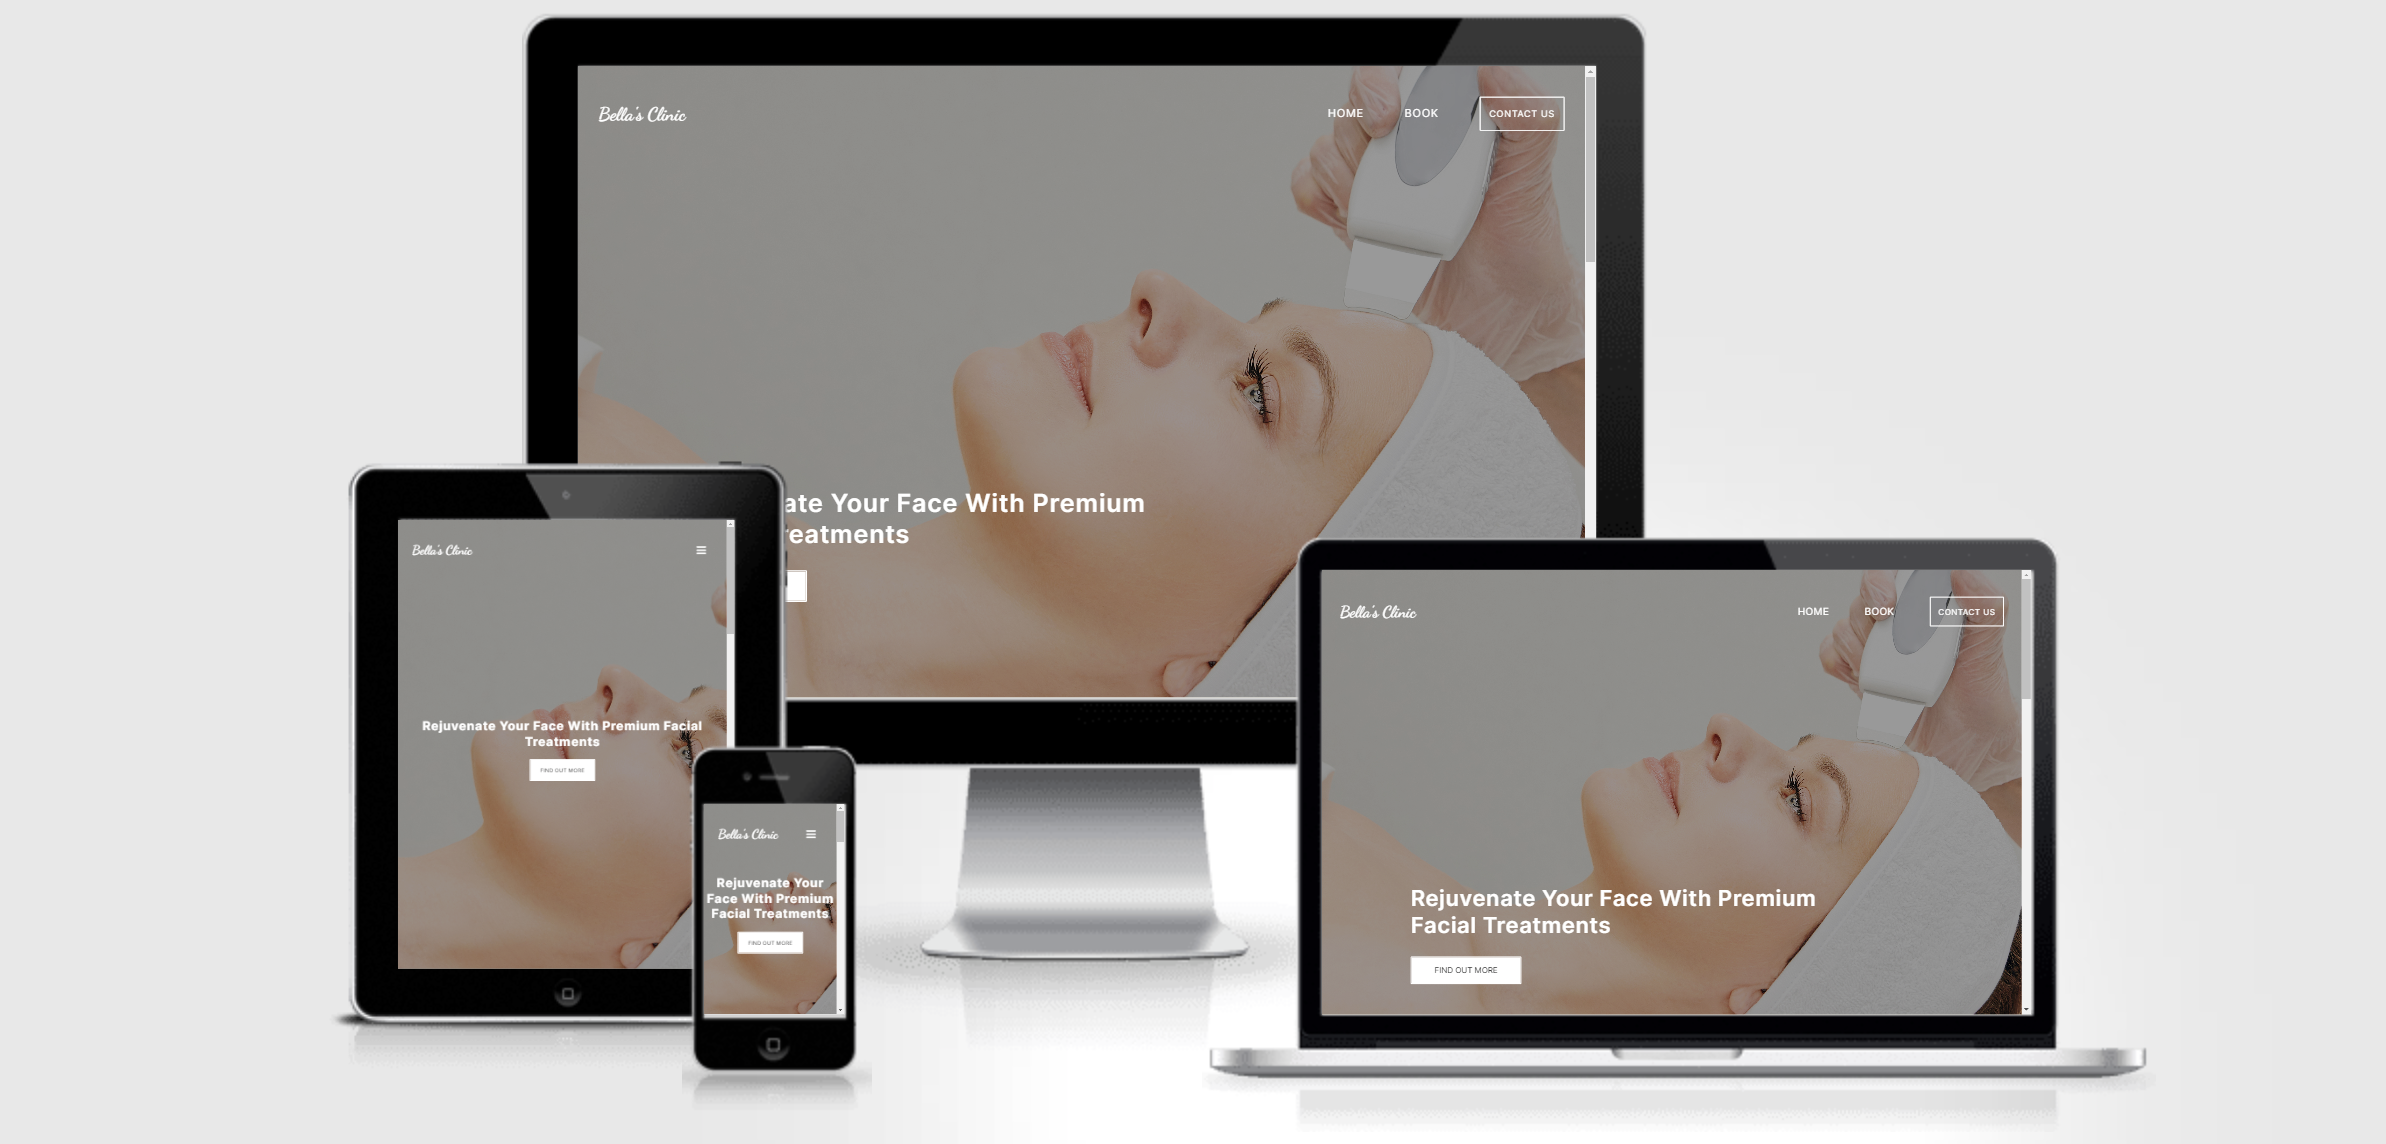 Bella's Clinic
HOME
BOOK
CONTACT US
ate Your Face With Premium
reatments
Bella's Clinic
Rejuvenate Your Face With Premium Facial
Treatments
FIND OUT MORE
Bella's Clinic
Rejuvenate Your
Face With Premium
Facial Treatments
FIND OUT MORE
Bella's Clinic
HOME
BOOK
CONTACT US
Rejuvenate Your Face With Premium
Facial Treatments
FIND OUT MORE